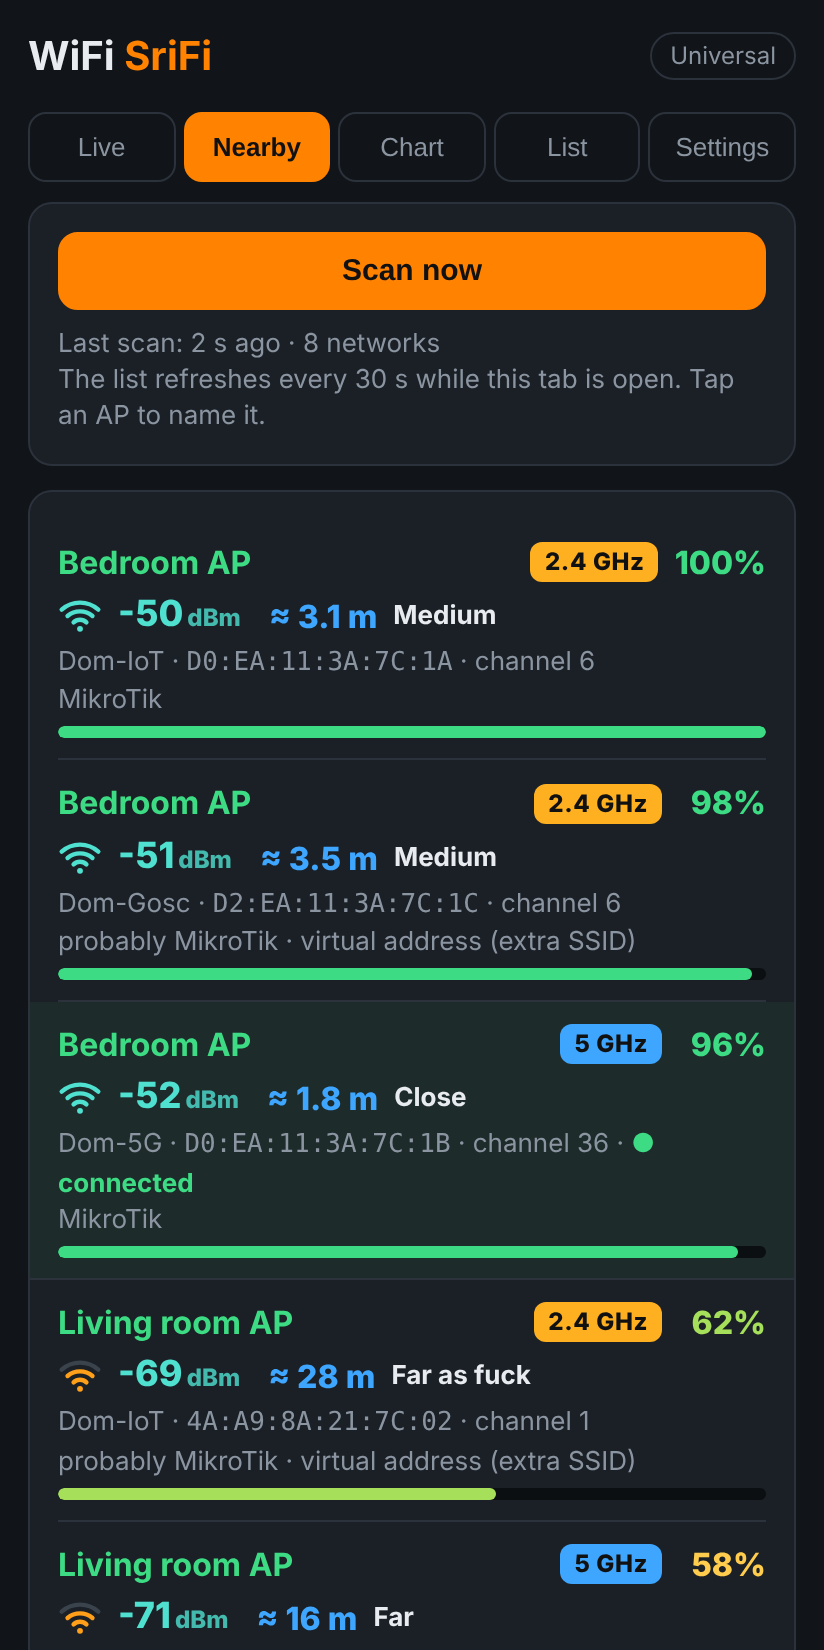 WiFi SriFi
Universal
Live
Nearby
Chart
List
Settings
Scan now
Last scan: 2 s ago · 8 networks
The list refreshes every 30 s while this tab is open. Tap
an AP to name it.
Bedroom AP 2.4 GHz 100%
-50 dBm ≈ 3.1 m Medium
Dom-IoT · D0:EA:11:3A:7C:1A · channel 6
MikroTik
Bedroom AP 2.4 GHz 98%
-51 dBm ≈ 3.5 m Medium
Dom-Gosc · D2:EA:11:3A:7C:1C · channel 6
probably MikroTik · virtual address (extra SSID)
Bedroom AP 5 GHz 96%
-52 dBm ≈ 1.8 m Close
Dom-5G · D0:EA:11:3A:7C:1B · channel 36 · ●
connected
MikroTik
Living room AP 2.4 GHz 62%
-69 dBm ≈ 28 m Far as fuck
Dom-IoT · 4A:A9:8A:21:7C:02 · channel 1
probably MikroTik · virtual address (extra SSID)
Living room AP 5 GHz 58%
-71 dBm ≈ 16 m Far